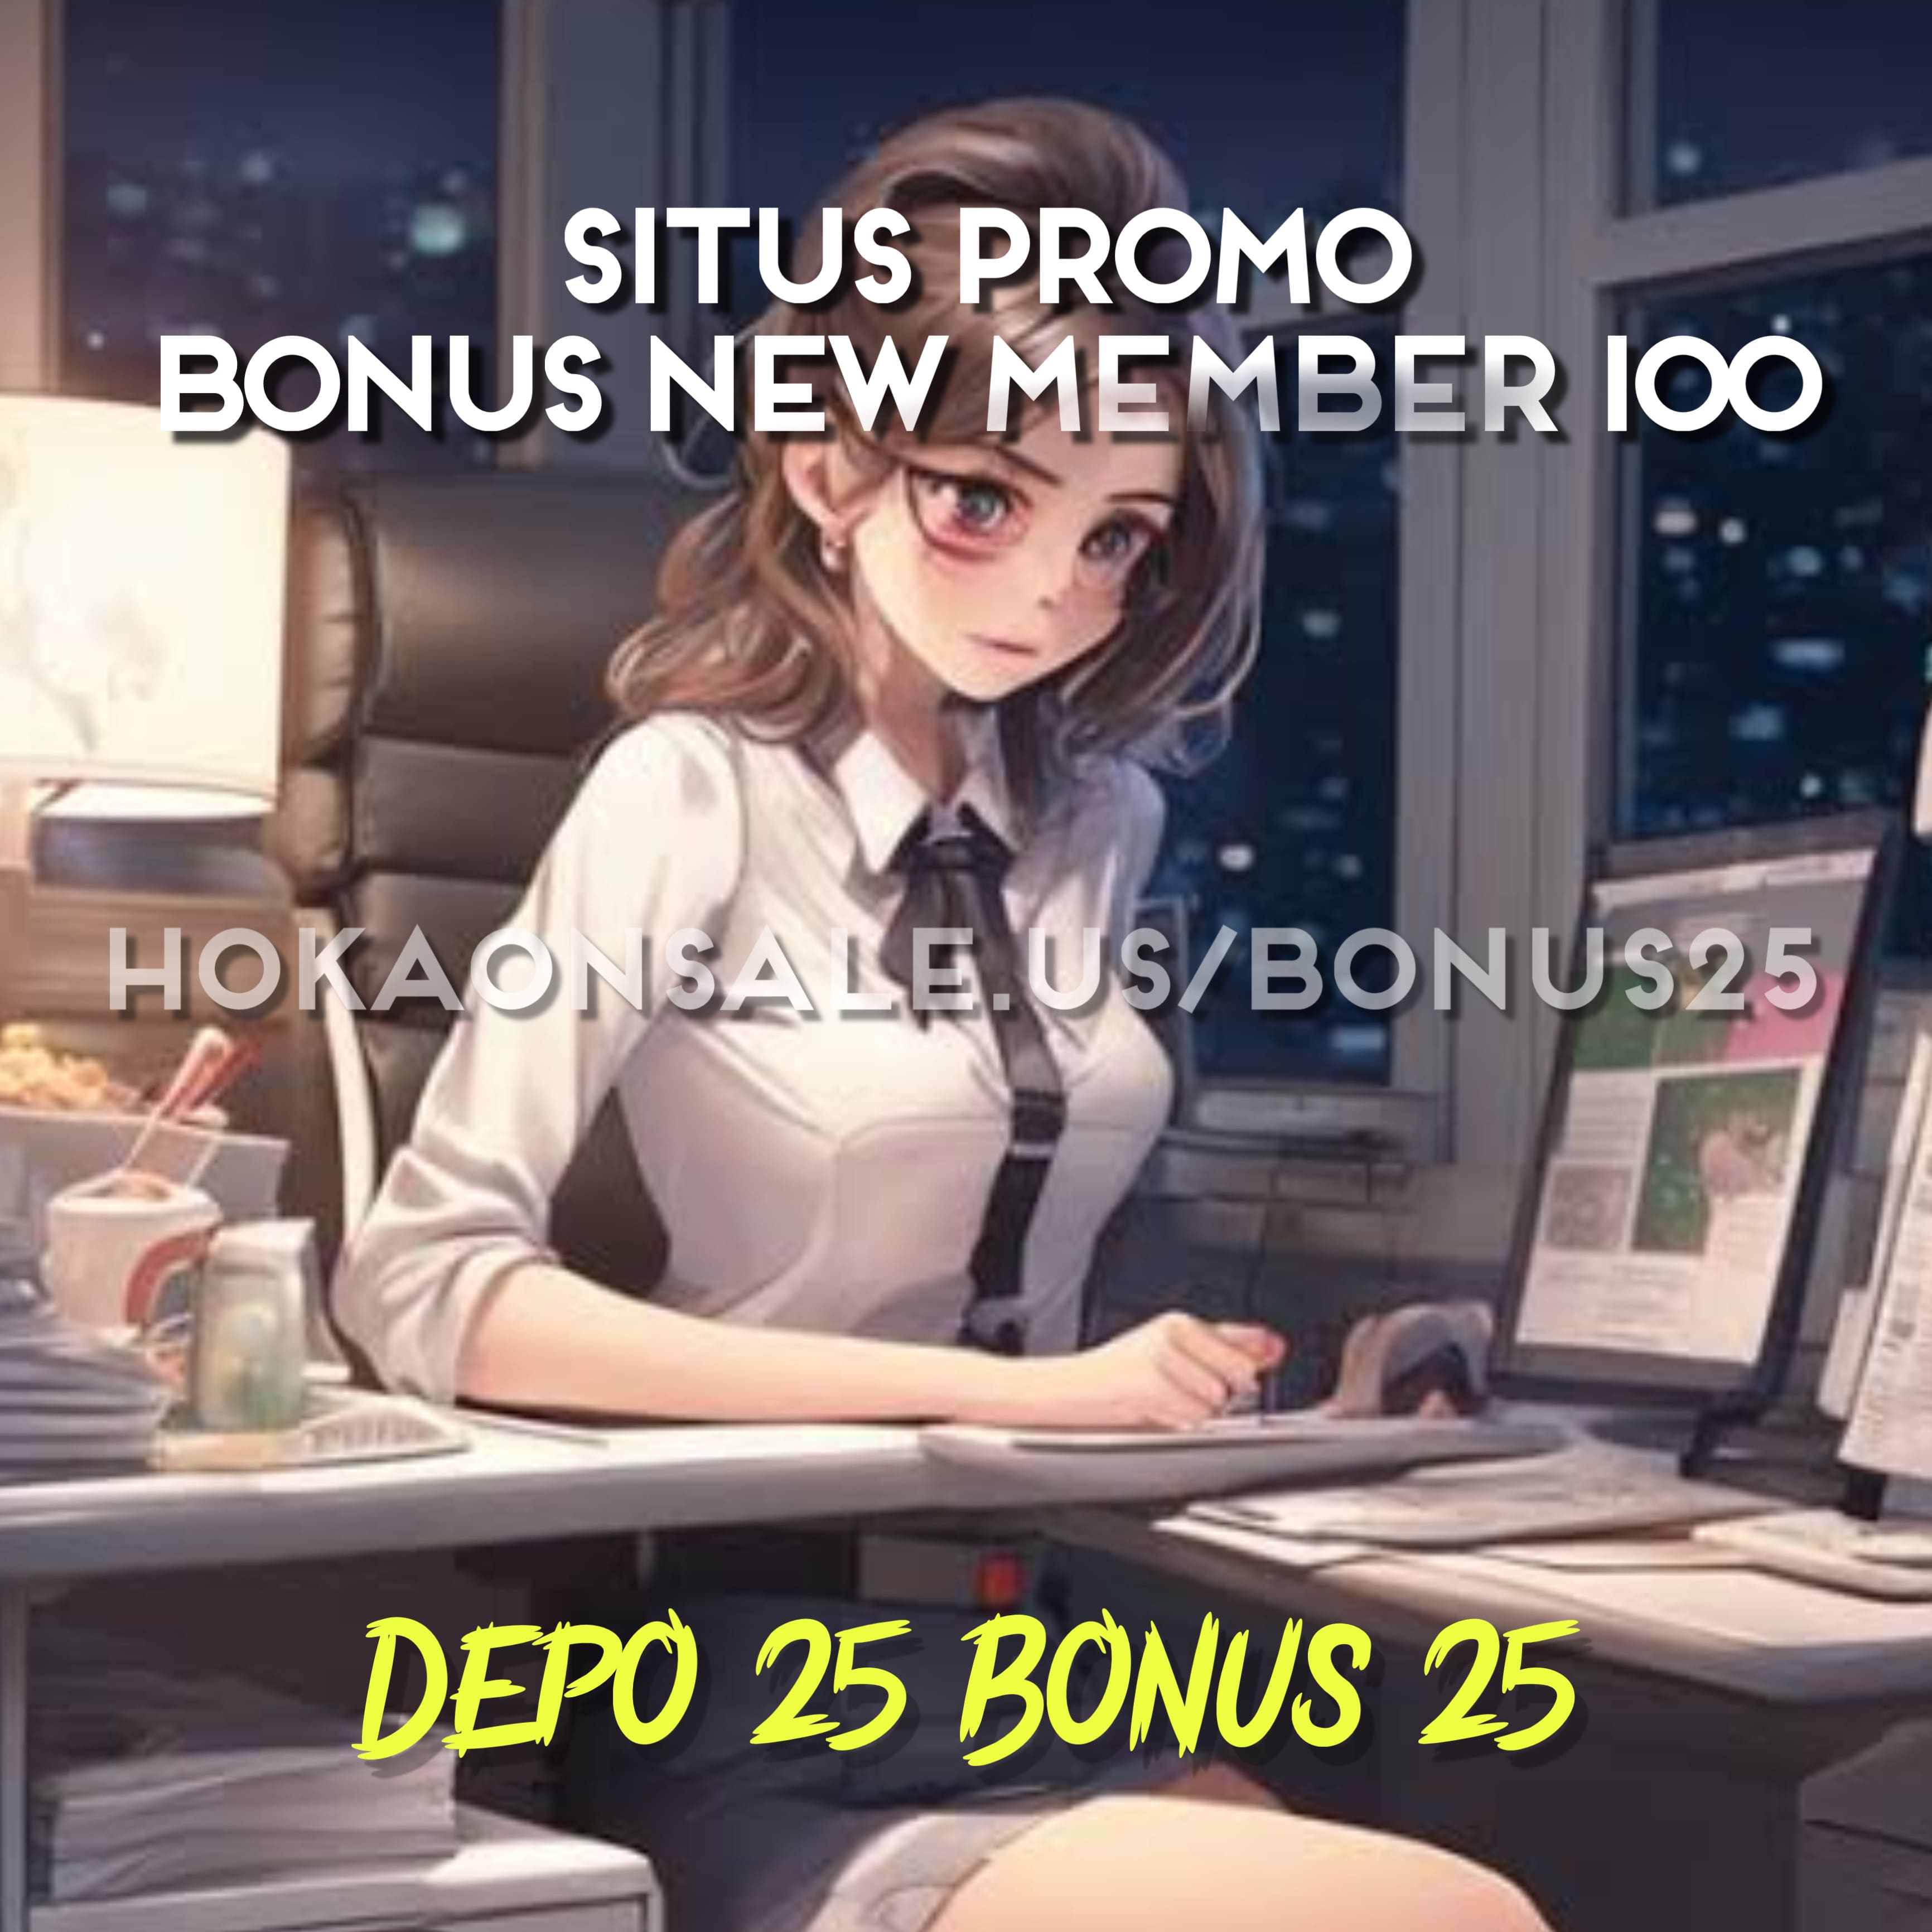 SITUS PROMO
BONUS NEW MEMBER 100
HOKAONSALE.US/BONUS25
DEPO 25 BONUS 25